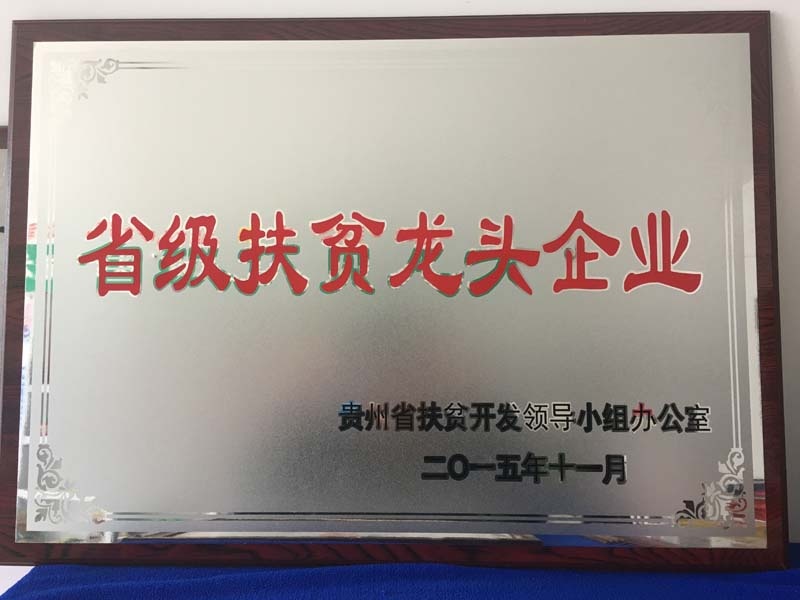 省级扶贫龙头企业
贵州省扶贫开发领导小组办公室
二〇一五年十一月